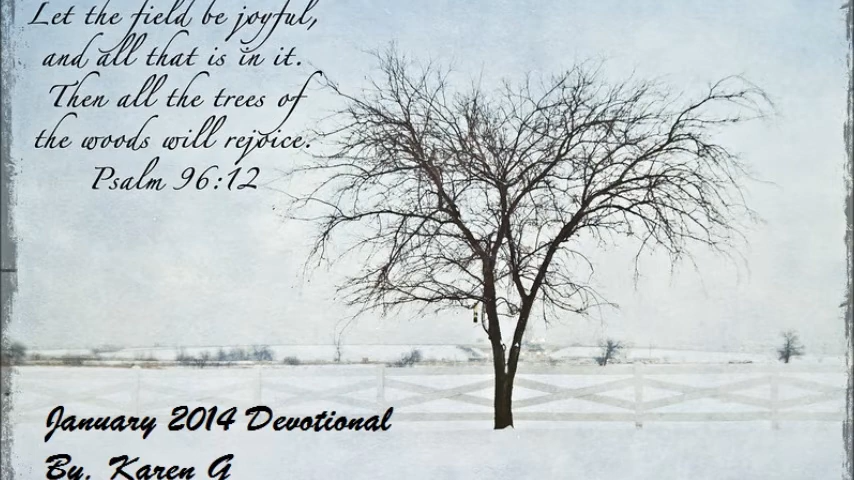 Let the field be joyful,
and all that is in it.
Then all the trees of
the woods will rejoice.
Psalm 96:12
January 2014 Devotional
By. Karen G